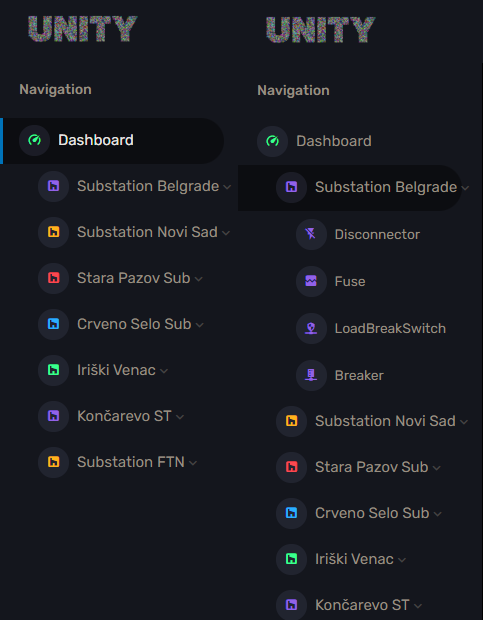 UNITY
Navigation
Dashboard
Substation Belgrade
Substation Novi Sad
Stara Pazov Sub
Crveno Selo Sub
Iriški Venac
Končarevo ST
Substation FTN
UNITY
Navigation
Dashboard
Substation Belgrade
Disconnector
Fuse
LoadBreakSwitch
Breaker
Substation Novi Sad
Stara Pazov Sub
Crveno Selo Sub
Iriški Venac
Končarevo ST